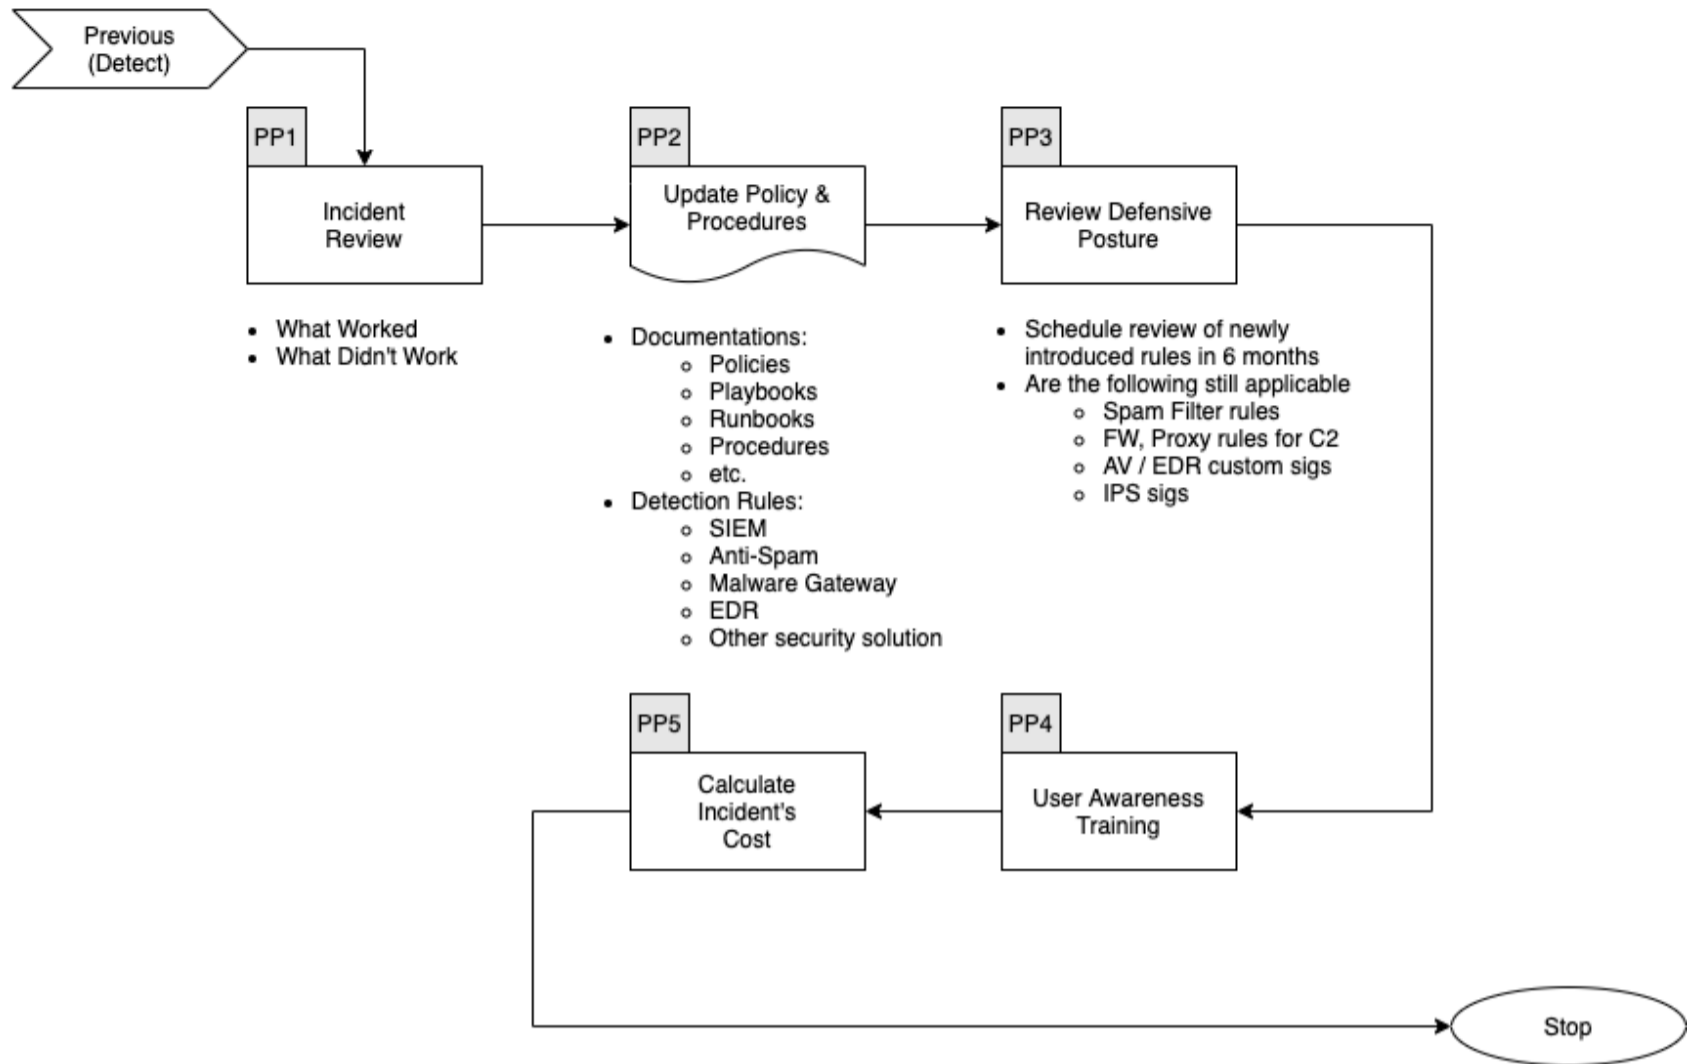 Previous
(Detect)
PP1
Incident
Review
• What Worked
• What Didn't Work
PP2
Update Policy &
Procedures
• Documentations:
◦ Policies
◦ Playbooks
◦ Runbooks
◦ Procedures
◦ etc.
• Detection Rules:
◦ SIEM
◦ Anti-Spam
◦ Malware Gateway
◦ EDR
◦ Other security solution
PP3
Review Defensive
Posture
• Schedule review of newly
introduced rules in 6 months
• Are the following still applicable
◦ Spam Filter rules
◦ FW, Proxy rules for C2
◦ AV / EDR custom sigs
◦ IPS sigs
PP4
User Awareness
Training
PP5
Calculate
Incident's
Cost
Stop